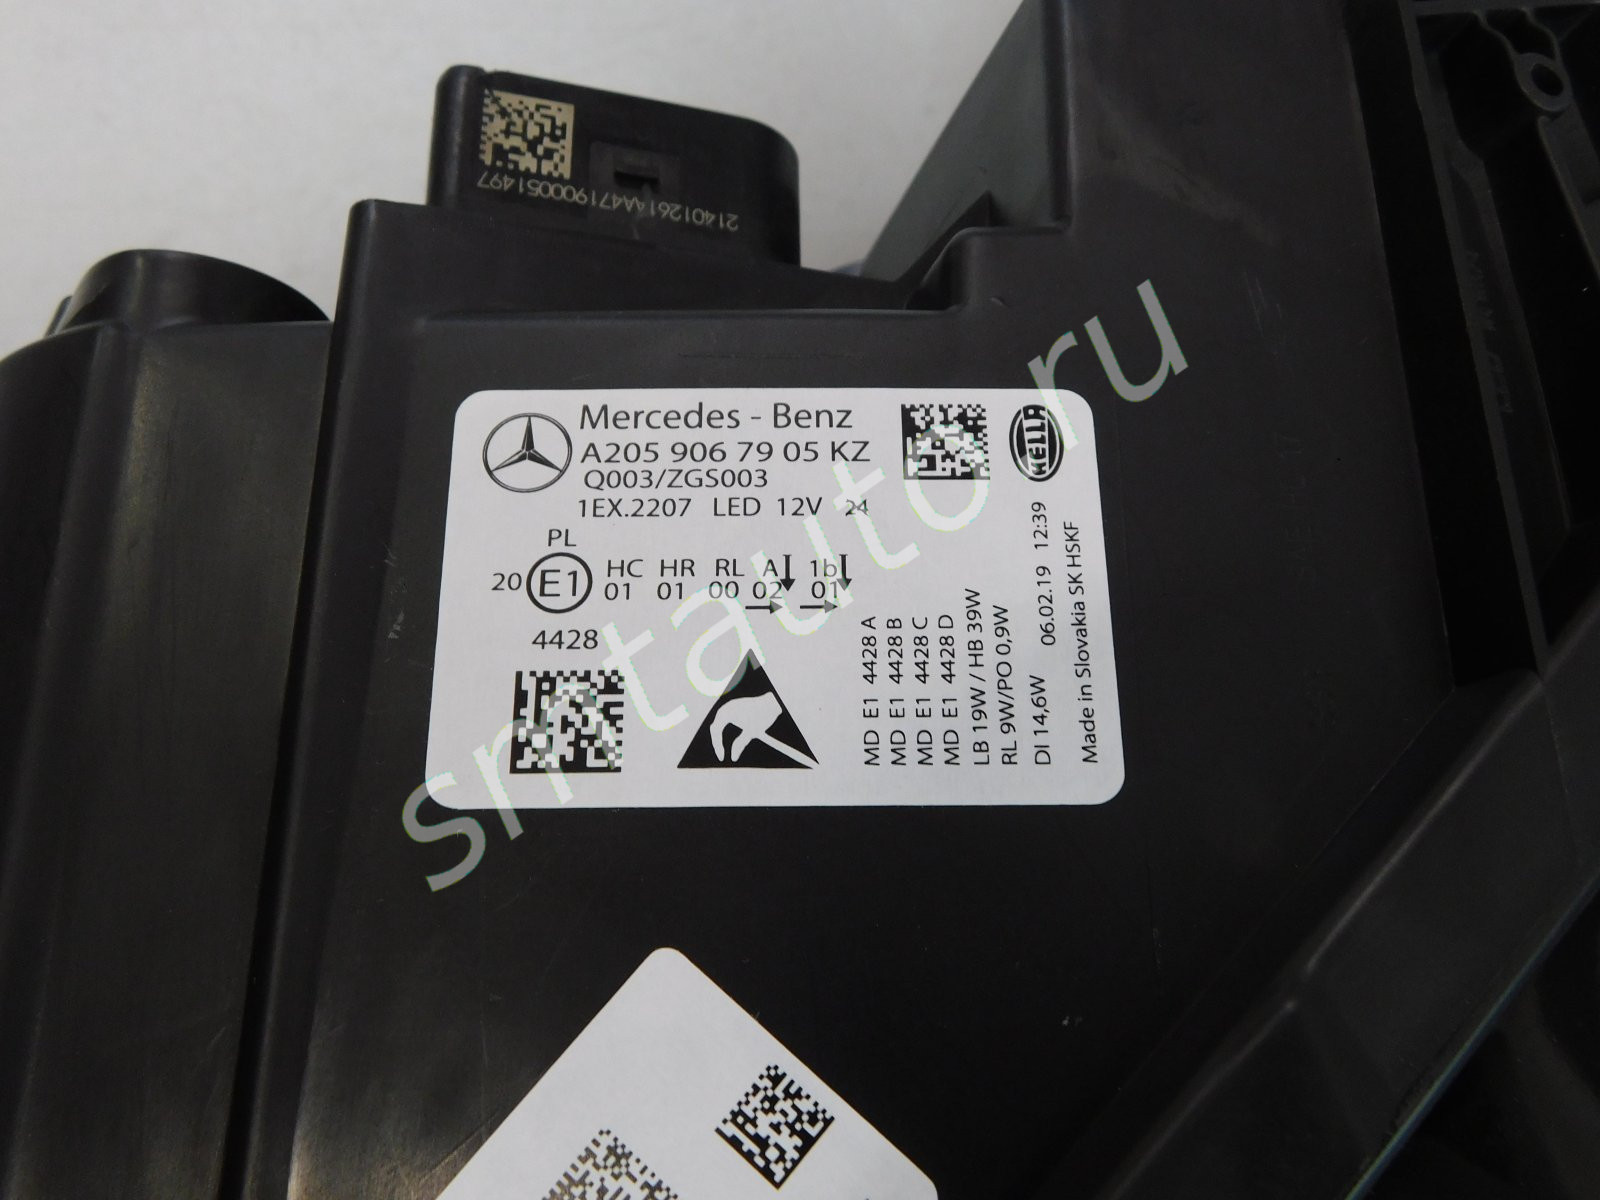 214012614AA4719000051497
Mercedes - Benz
A205 906 79 05 KZ
Q003/ZGS003
1EX.2207 LED 12V 24
HELLA
PL
20 E1 HC HR RL A 1b
01 01 00 02 01
4428
MD E1 4428 A
MD E1 4428 B
MD E1 4428 C
MD E1 4428 D
LB 19W / HB 39W
RL 9W/PO 0,9W
DI 14,6W 06.02.19 12:39
Made in Slovakia SK HSKF
smtauto.ru